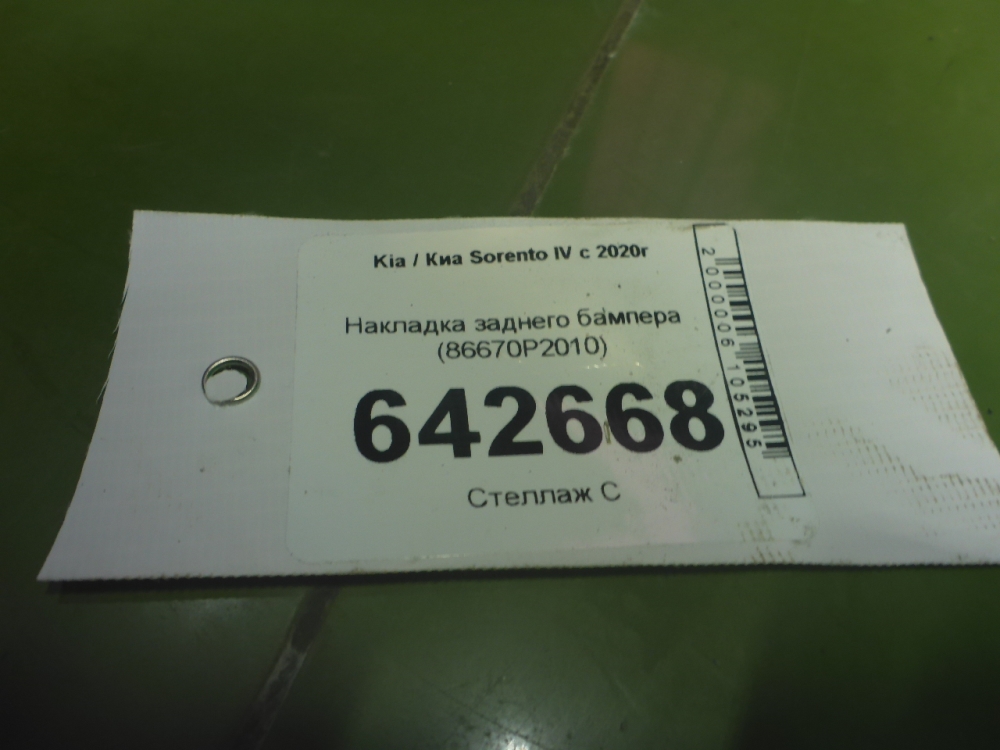 Kia / Киа Sorento IV с 2020г
Накладка заднего бампера
(86670P2010)
642668
Стеллаж С
2000006105295